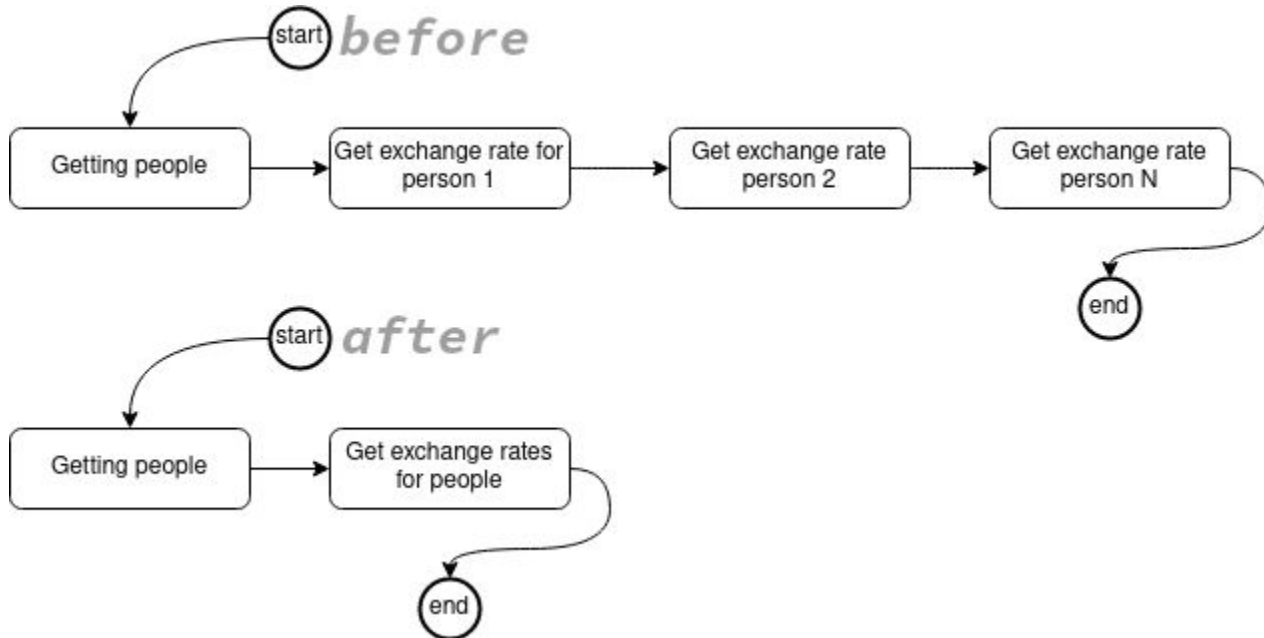 start before
Getting people
Get exchange rate for
person 1
Get exchange rate
person 2
Get exchange rate
person N
end
start after
Getting people
Get exchange rates
for people
end